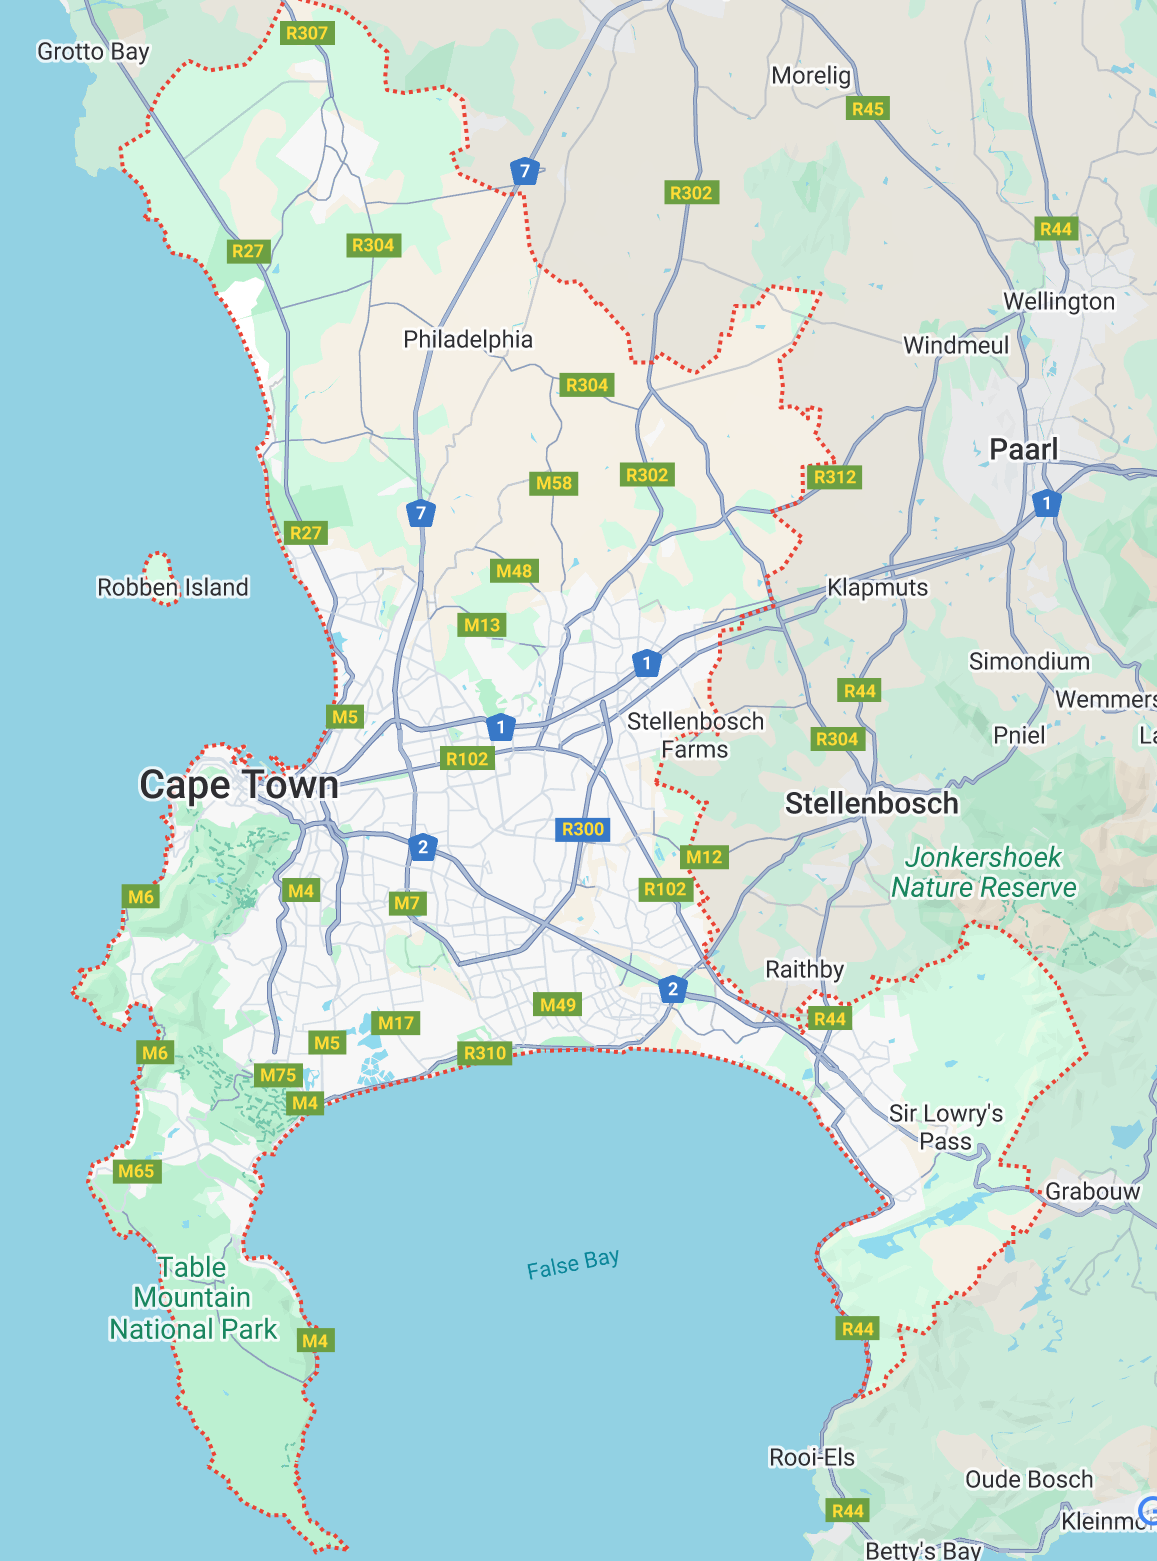 R307
Grotto Bay
Morelig
R45
7
R302
R44
R304
R27
Wellington
Philadelphia
Windmeul
R304
Paarl
R302
R312
M58
1
7
R27
M48
Robben Island
Klapmuts
M13
1
Simondium
R44
Wemmers
M5
Stellenbosch
Farms
1
Pniel
La
R304
R102
Cape Town
Stellenbosch
R300
2
M12
Jonkershoek
Nature Reserve
M6
M4
R102
M7
Raithby
2
M49
R44
M17
M5
M6
R310
M75
M4
Sir Lowry's
Pass
M65
Grabouw
False Bay
Table
Mountain
National Park
R44
M4
Rooi-Els
Oude Bosch
R44
Kleinmo
Betty's Bay